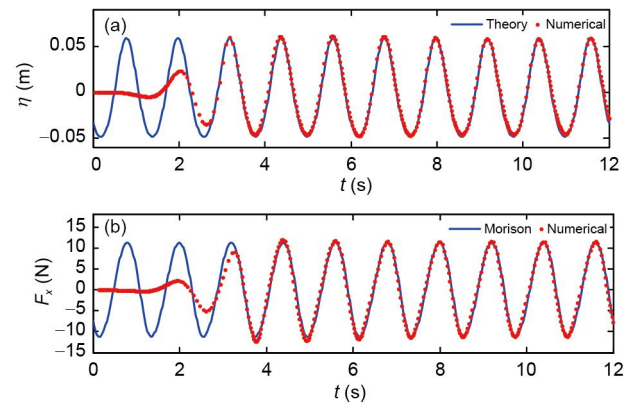 (a)
Theory Numerical
0.05
0
−0.05
η (m)
0 2 4 6 8 10 12
t (s)
(b)
Morison Numerical
15
10
5
0
−5
−10
−15
Fx (N)
0 2 4 6 8 10 12
t (s)